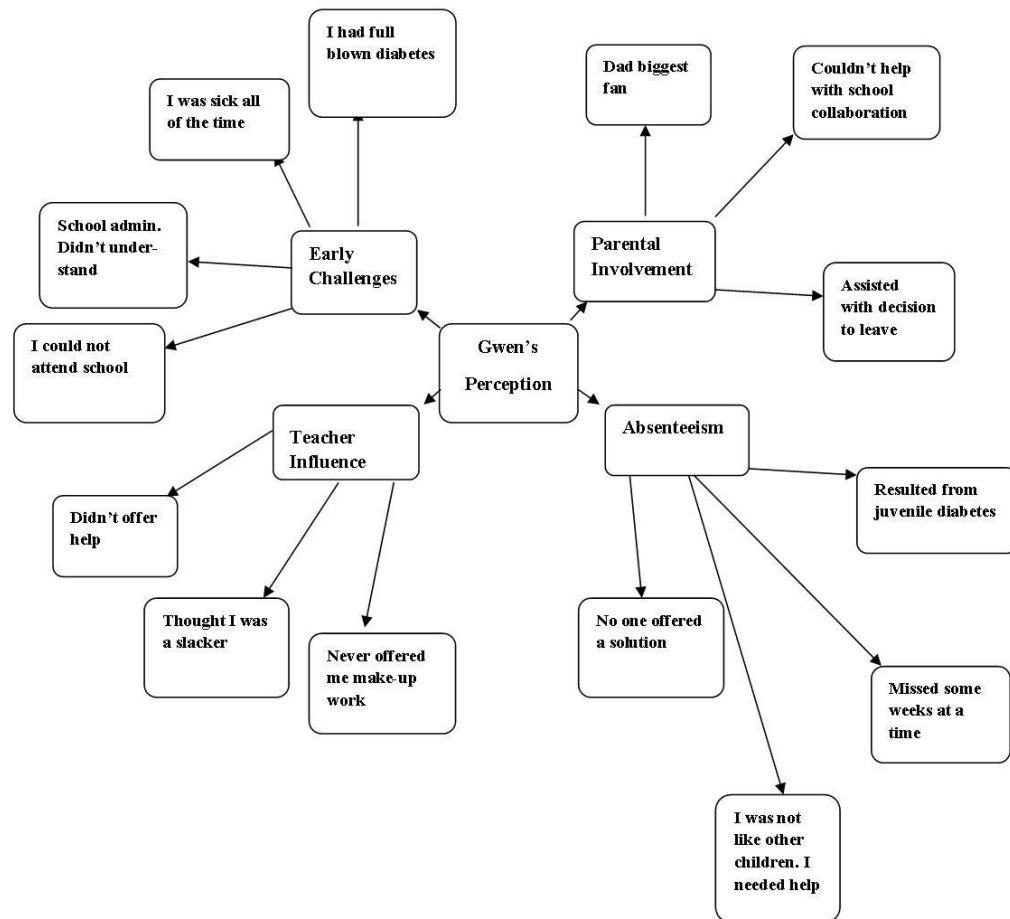 I had full
blown diabetes
Dad biggest
fan
Couldn't help
with school
collaboration
I was sick all
of the time
School admin.
Didn't under-
stand
Early
Challenges
Parental
Involvement
Assisted
with decision
to leave
I could not
attend school
Gwen's
Perception
Teacher
Influence
Absenteeism
Didn't offer
help
Resulted from
juvenile diabetes
Thought I was
a slacker
Never offered
me make-up
work
No one offered
a solution
Missed some
weeks at a
time
I was not
like other
children. I
needed help